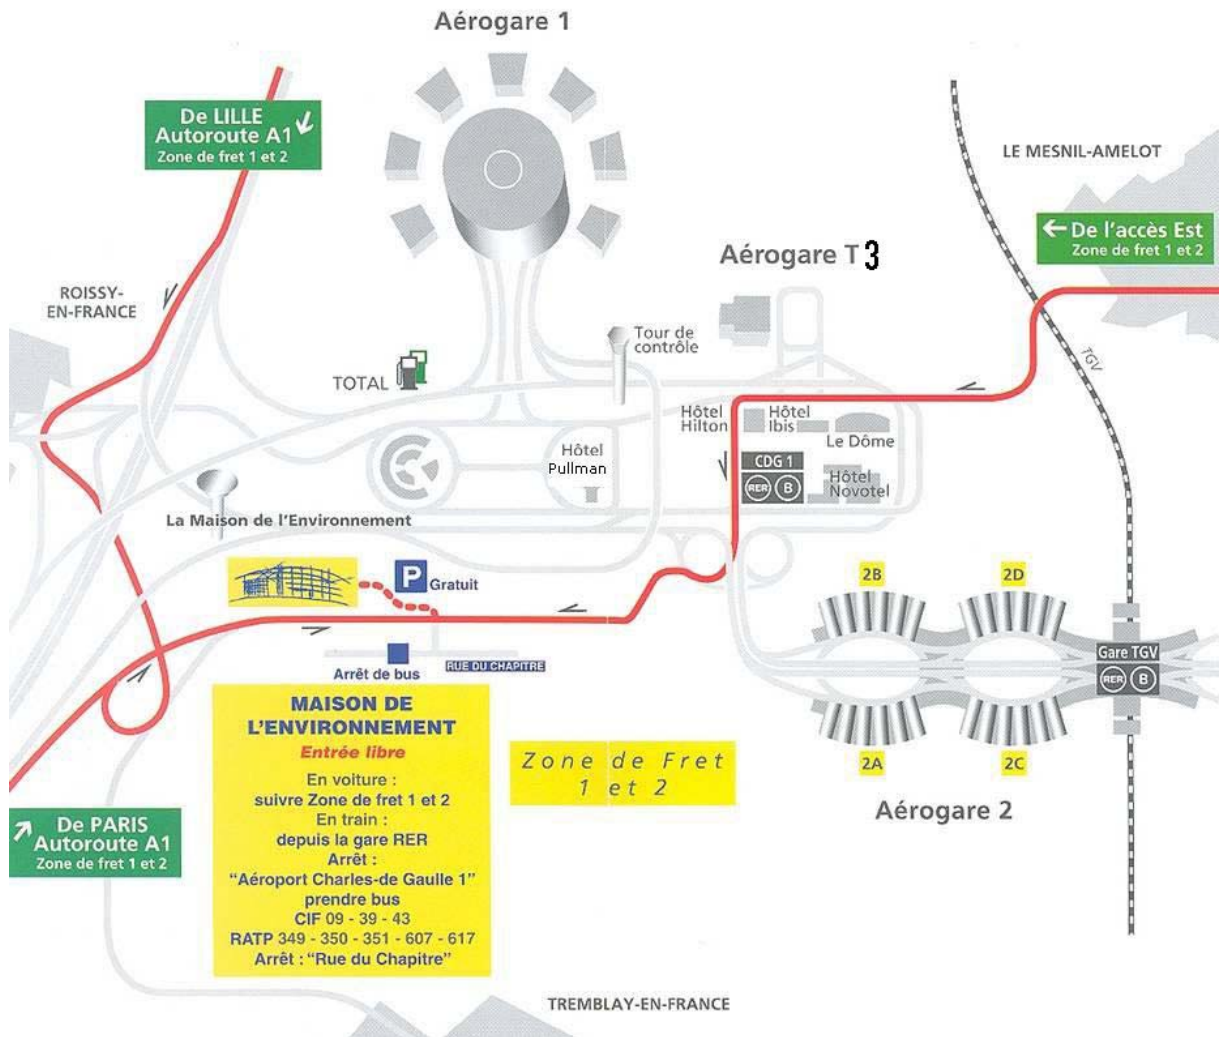 Aérogare 1
De LILLE
Autoroute A1
Zone de fret 1 et 2
LE MESNIL-AMELOT
De l'accès Est
Zone de fret 1 et 2
Aérogare T 3
ROISSY-
EN-FRANCE
Tour de
contrôle
TGV
TOTAL
Hôtel
Hilton
Hôtel
Ibis
Le Dôme
Hôtel
Pullman
CDG 1
RER B
Hôtel
Novotel
La Maison de l'Environnement
P
Gratuit
2B
2D
Arrêt de bus
RUE DU CHAPITRE
Gare TGV
RER B
MAISON DE
L'ENVIRONNEMENT
Entrée libre
En voiture :
suivre Zone de fret 1 et 2
En train :
depuis la gare RER
Arrêt :
“Aéroport Charles-de Gaulle 1”
prendre bus
CIF 09 - 39 - 43
RATP 349 - 350 - 351 - 607 - 617
Arrêt : “Rue du Chapitre”
Zone de Fret
1 et 2
2A
2C
Aérogare 2
De PARIS
Autoroute A1
Zone de fret 1 et 2
TREMBLAY-EN-FRANCE